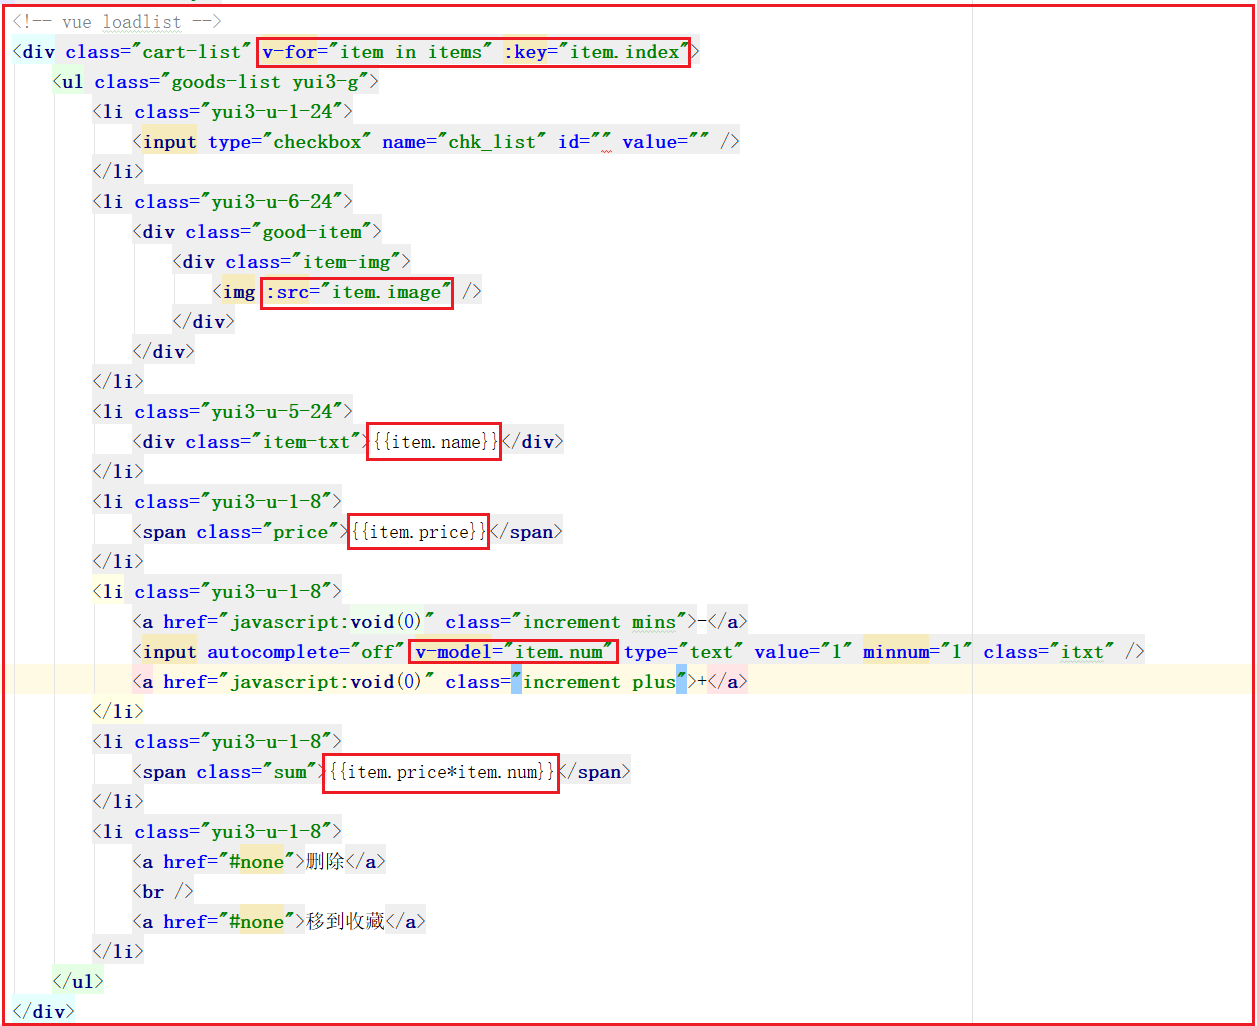 <!-- vue loadlist -->
<div class="cart-list" v-for="item in items" :key="item.index">
<ul class="goods-list yui3-g">
<li class="yui3-u-1-24">
<input type="checkbox" name="chk_list" id="" value="" />
</li>
<li class="yui3-u-6-24">
<div class="good-item">
<div class="item-img">
<img :src="item.image" />
</div>
</div>
</li>
<li class="yui3-u-5-24">
<div class="item-txt">{{item.name}}</div>
</li>
<li class="yui3-u-1-8">
<span class="price">{{item.price}}</span>
</li>
<li class="yui3-u-1-8">
<a href="javascript:void(0)" class="increment mins">-</a>
<input autocomplete="off" v-model="item.num" type="text" value="1" minnum="1" class="itxt" />
<a href="javascript:void(0)" class="increment plus">+</a>
</li>
<li class="yui3-u-1-8">
<span class="sum">{{item.price*item.num}}</span>
</li>
<li class="yui3-u-1-8">
<a href="#none">删除</a>
<br />
<a href="#none">移到收藏</a>
</li>
</ul>
</div>